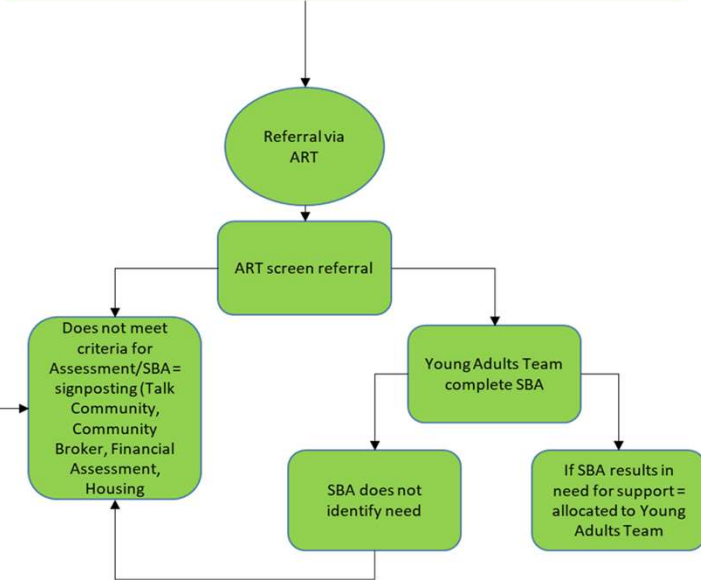 Referral via
ART
ART screen referral
Does not meet
criteria for
Assessment/SBA =
signposting (Talk
Community,
Community
Broker, Financial
Assessment,
Housing
Young Adults Team
complete SBA
SBA does not
identify need
If SBA results in
need for support =
allocated to Young
Adults Team